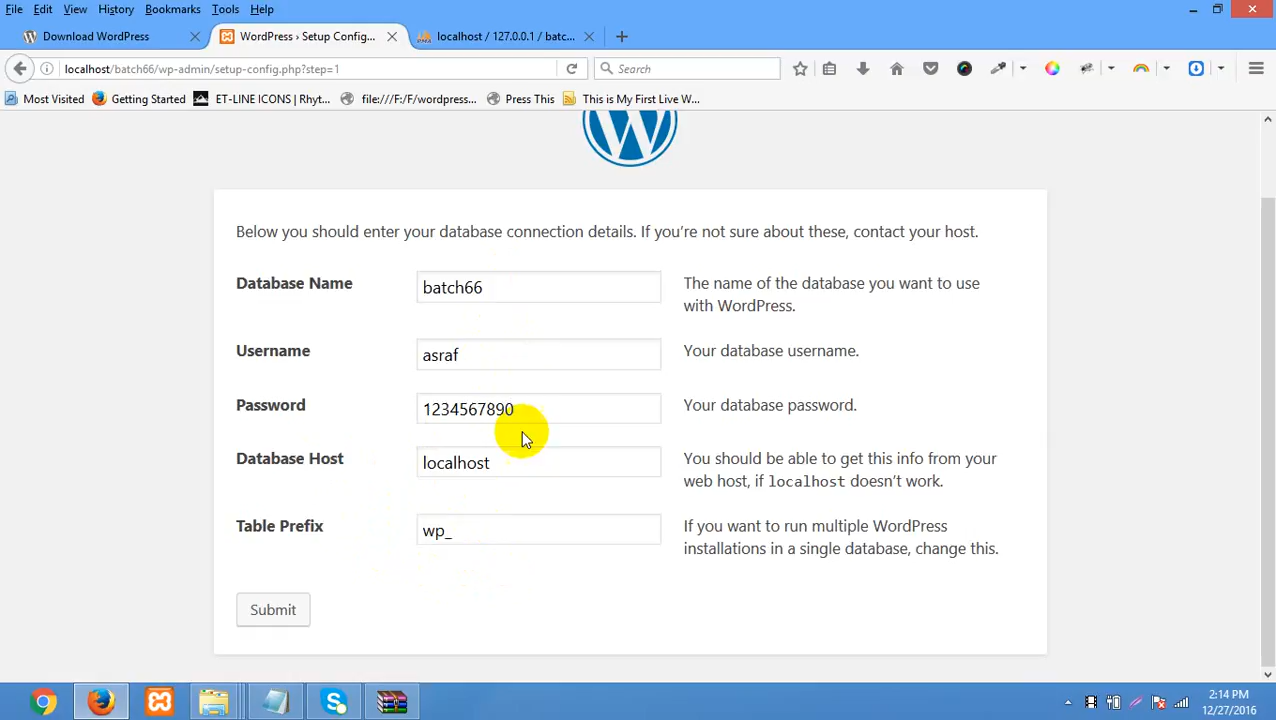 File Edit View History Bookmarks Tools Help
Download WordPress
WordPress › Setup Config...
localhost / 127.0.0.1 / batc...
localhost/batch66/wp-admin/setup-config.php?step=1
Search
Most Visited
Getting Started
ET-LINE ICONS | Rhyt...
file:///F:/F/wordpress...
Press This
This is My First Live W...
Below you should enter your database connection details. If you’re not sure about these, contact your host.
Database Name
batch66
The name of the database you want to use
with WordPress.
Username
asraf
Your database username.
Password
1234567890
Your database password.
Database Host
localhost
You should be able to get this info from your
web host, if localhost doesn’t work.
Table Prefix
wp_
If you want to run multiple WordPress
installations in a single database, change this.
Submit
2:14 PM
12/27/2016